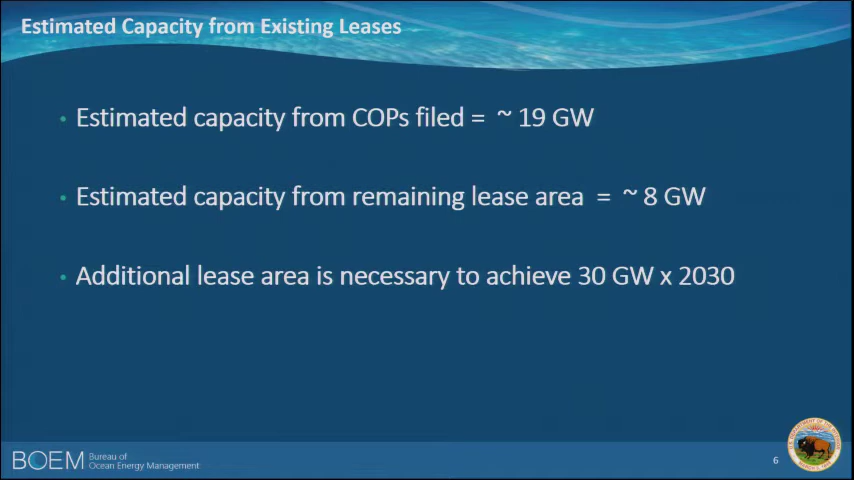 Estimated Capacity from Existing Leases
• Estimated capacity from COPs filed = ~ 19 GW
• Estimated capacity from remaining lease area = ~ 8 GW
• Additional lease area is necessary to achieve 30 GW x 2030
BOEM Bureau of
Ocean Energy Management
6